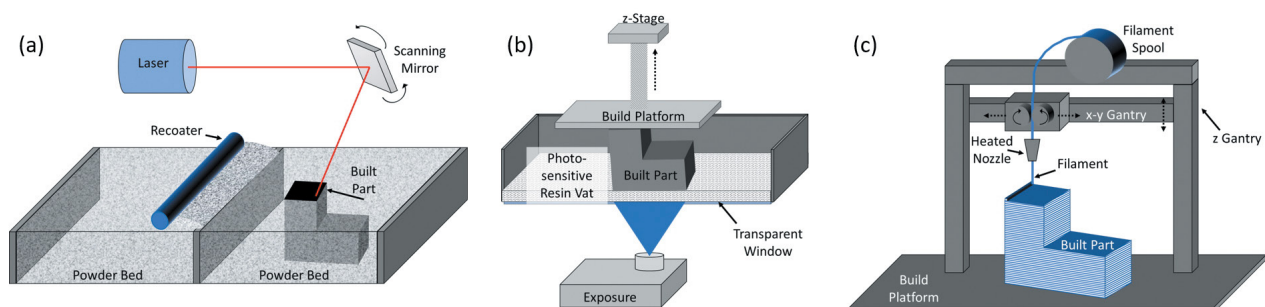 (a)
Laser
Scanning
Mirror
Recoater
Built
Part
Powder Bed
Powder Bed
(b)
z-Stage
Build Platform
Photo-
sensitive
Resin Vat
Built Part
Transparent
Window
Exposure
(c)
Filament
Spool
x-y Gantry
z Gantry
Heated
Nozzle
Filament
Built Part
Build
Platform